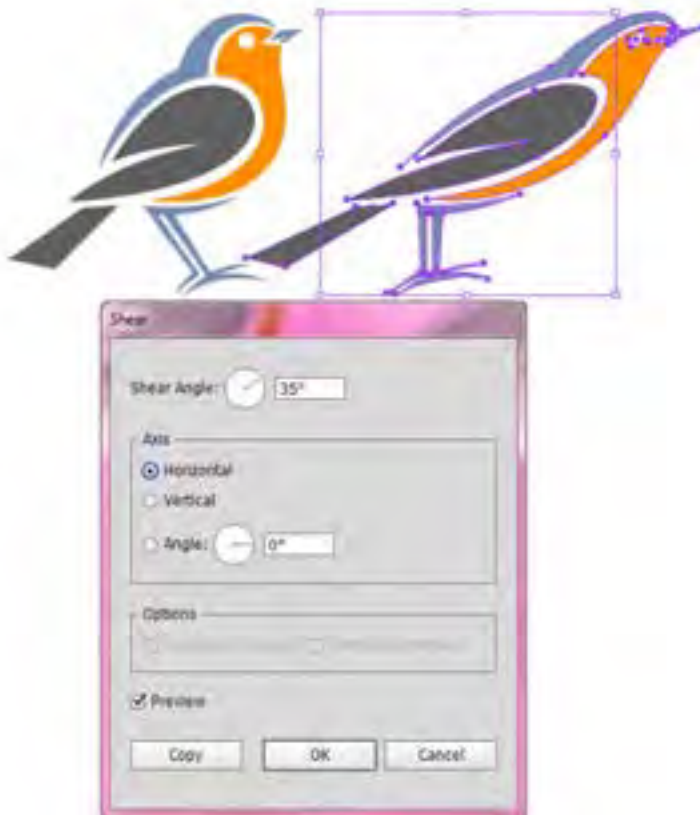 Shear
Shear Angle: 35°
Axis
Horizontal
Vertical
Angle: 0°
Options
Preview
Copy OK Cancel